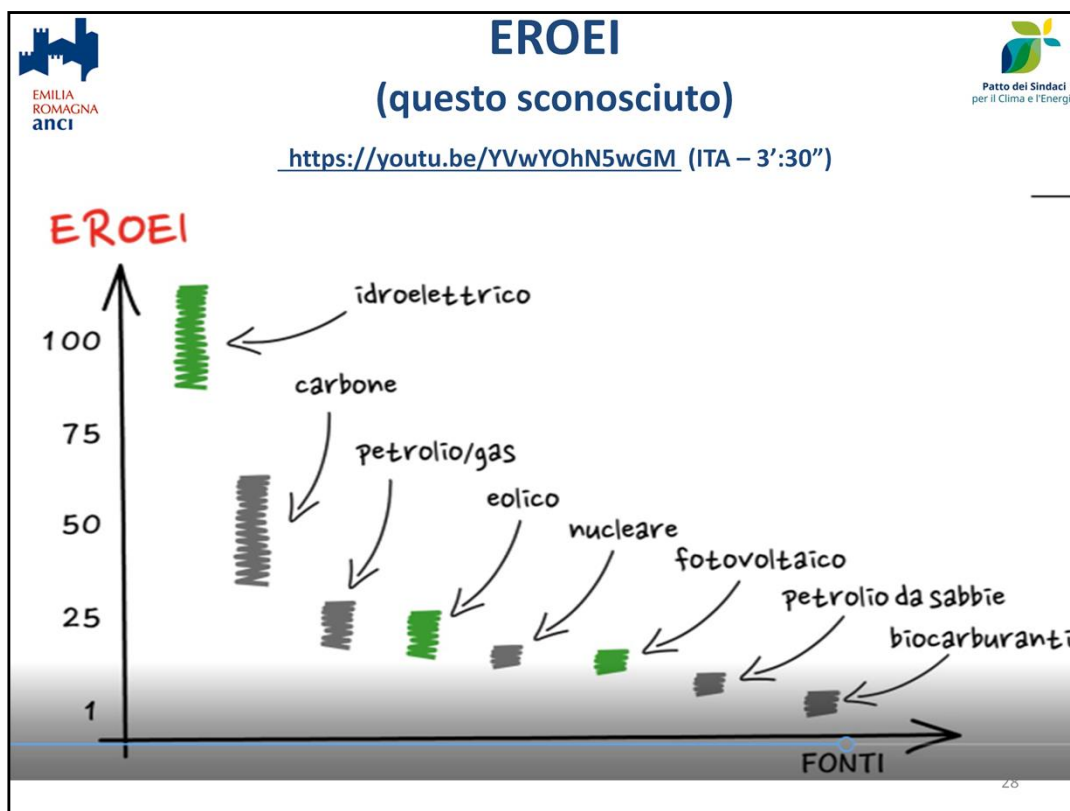 EROEI
(questo sconosciuto)
https://youtu.be/YVwYOhN5wGM (ITA – 3’:30”)
EMILIA
ROMAGNA
anci
Patto dei Sindaci
per il Clima e l'Energi
EROEI
idroelettrico
100
carbone
75
petrolio/gas
eolico
50
nucleare
fotovoltaico
25
petrolio da sabbie
biocarburanti
1
FONTI
28